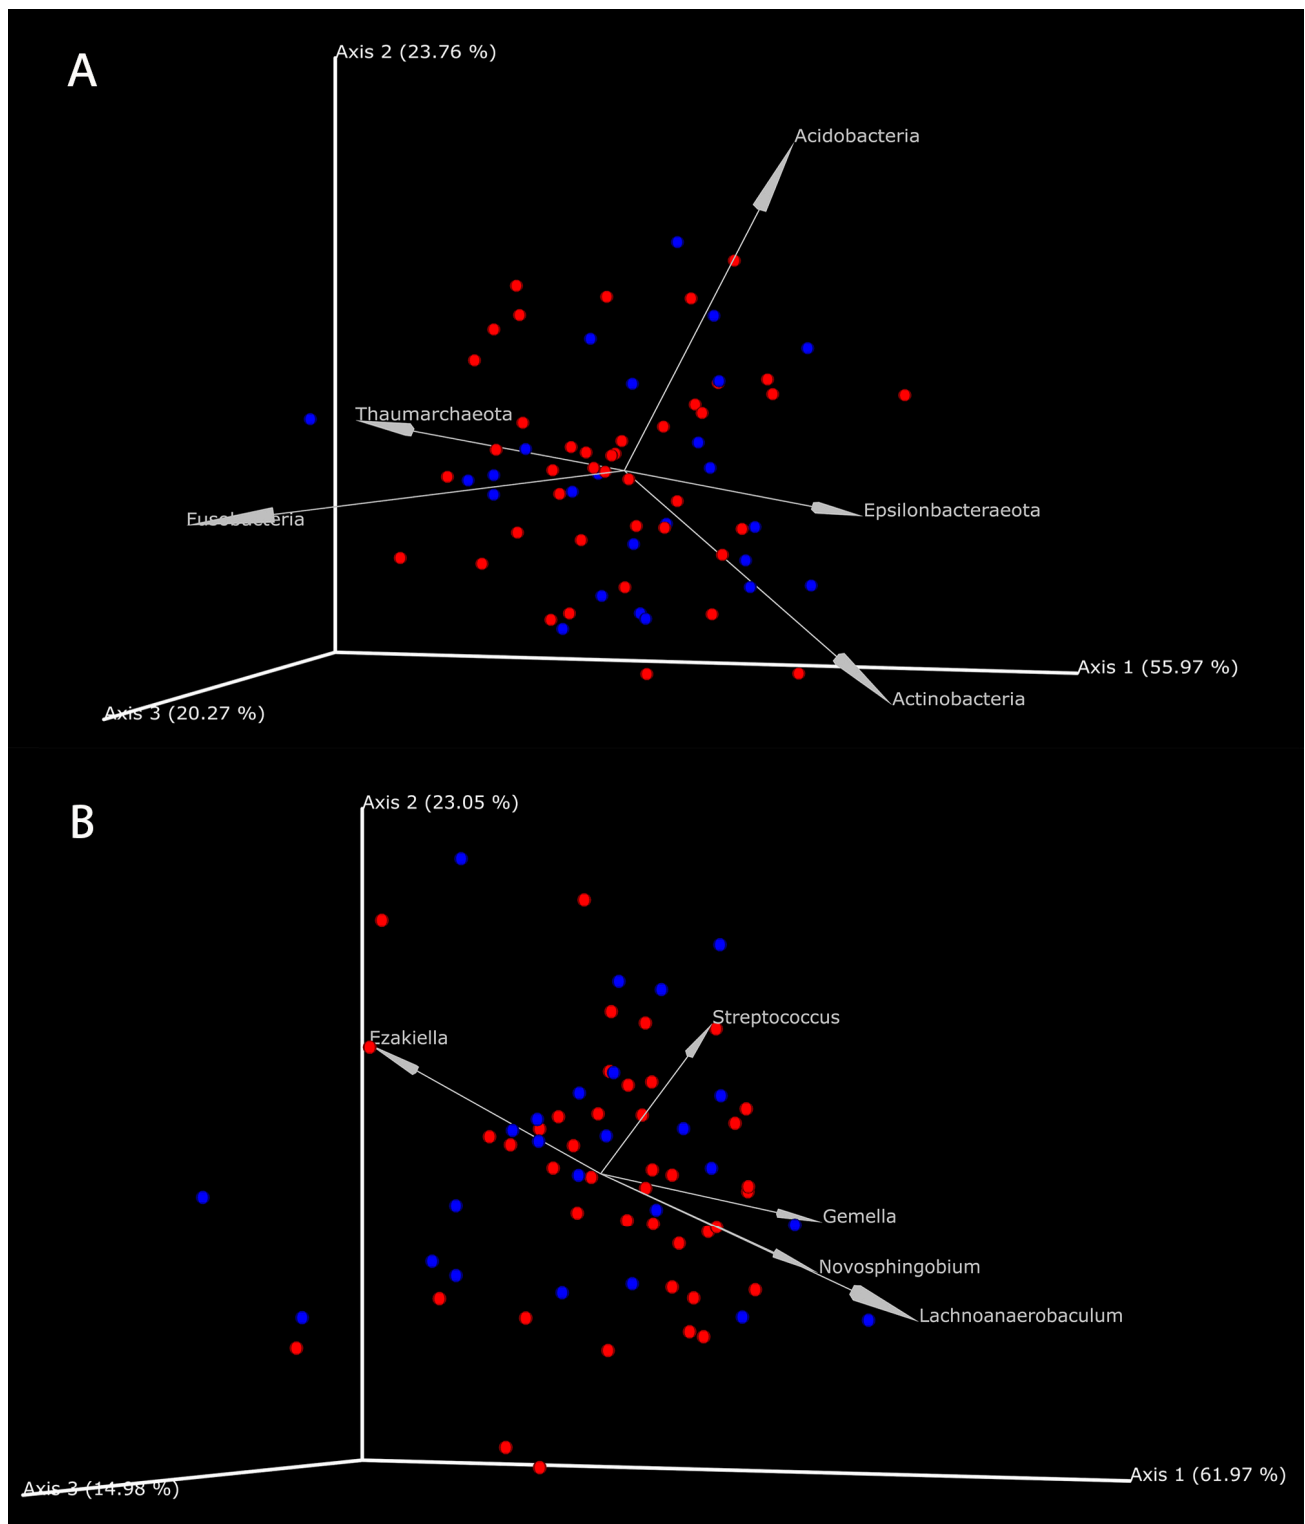 A
Axis 2 (23.76 %)
Acidobacteria
Thaumarchaeota
Fusobacteria
Epsilonbacteraeota
Axis 1 (55.97 %)
Actinobacteria
Axis 3 (20.27 %)
B
Axis 2 (23.05 %)
Streptococcus
Ezakiella
Gemella
Novosphingobium
Lachnoanaerobaculum
Axis 1 (61.97 %)
Axis 3 (14.98 %)